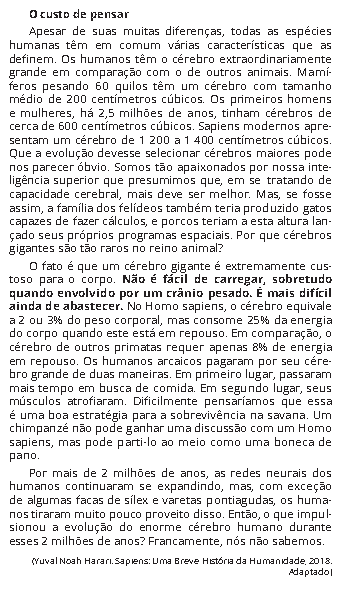 O custo de pensar
Apesar de suas muitas diferenças, todas as espécies
humanas têm em comum várias características que as
definem. Os humanos têm o cérebro extraordinariamente
grande em comparação com o de outros animais. Mamí-
feros pesando 60 quilos têm um cérebro com tamanho
médio de 200 centímetros cúbicos. Os primeiros homens
e mulheres, há 2,5 milhões de anos, tinham cérebros de
cerca de 600 centímetros cúbicos. Sapiens modernos apre-
sentam um cérebro de 1 200 a 1 400 centímetros cúbicos.
Que a evolução devesse selecionar cérebros maiores pode
nos parecer óbvio. Somos tão apaixonados por nossa inte-
ligência superior que presumimos que, em se tratando de
capacidade cerebral, mais deve ser melhor. Mas, se fosse
assim, a família dos felídeos também teria produzido gatos
capazes de fazer cálculos, e porcos teriam a esta altura lan-
çado seus próprios programas espaciais. Por que cérebros
gigantes são tão raros no reino animal?
O fato é que um cérebro gigante é extremamente cus-
toso para o corpo. Não é fácil de carregar, sobretudo
quando envolvido por um crânio pesado. É mais difícil
ainda de abastecer. No Homo sapiens, o cérebro equivale
a 2 ou 3% do peso corporal, mas consome 25% da energia
do corpo quando este está em repouso. Em comparação, o
cérebro de outros primatas requer apenas 8% de energia
em repouso. Os humanos arcaicos pagaram por seu cére-
bro grande de duas maneiras. Em primeiro lugar, passaram
mais tempo em busca de comida. Em segundo lugar, seus
músculos atrofiaram. Dificilmente pensaríamos que essa
é uma boa estratégia para a sobrevivência na savana. Um
chimpanzé não pode ganhar uma discussão com um Homo
sapiens, mas pode parti-lo ao meio como uma boneca de
pano.
Por mais de 2 milhões de anos, as redes neurais dos
humanos continuaram se expandindo, mas, com exceção
de algumas facas de sílex e varetas pontiagudas, os huma-
nos tiraram muito pouco proveito disso. Então, o que impul-
sionou a evolução do enorme cérebro humano durante
esses 2 milhões de anos? Francamente, nós não sabemos.
(Yuval Noah Harari. Sapiens: Uma Breve História da Humanidade, 2018.
Adaptado)